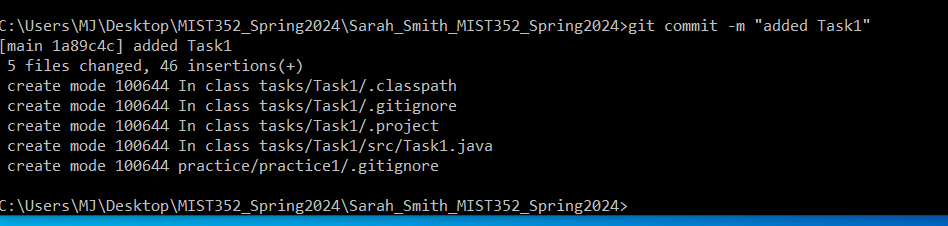 C:\Users\MJ\Desktop\MIST352_Spring2024\Sarah_Smith_MIST352_Spring2024>git commit -m "added Task1"
[main 1a89c4c] added Task1
 5 files changed, 46 insertions(+)
 create mode 100644 In class tasks/Task1/.classpath
 create mode 100644 In class tasks/Task1/.gitignore
 create mode 100644 In class tasks/Task1/.project
 create mode 100644 In class tasks/Task1/src/Task1.java
 create mode 100644 practice/practice1/.gitignore
C:\Users\MJ\Desktop\MIST352_Spring2024\Sarah_Smith_MIST352_Spring2024>